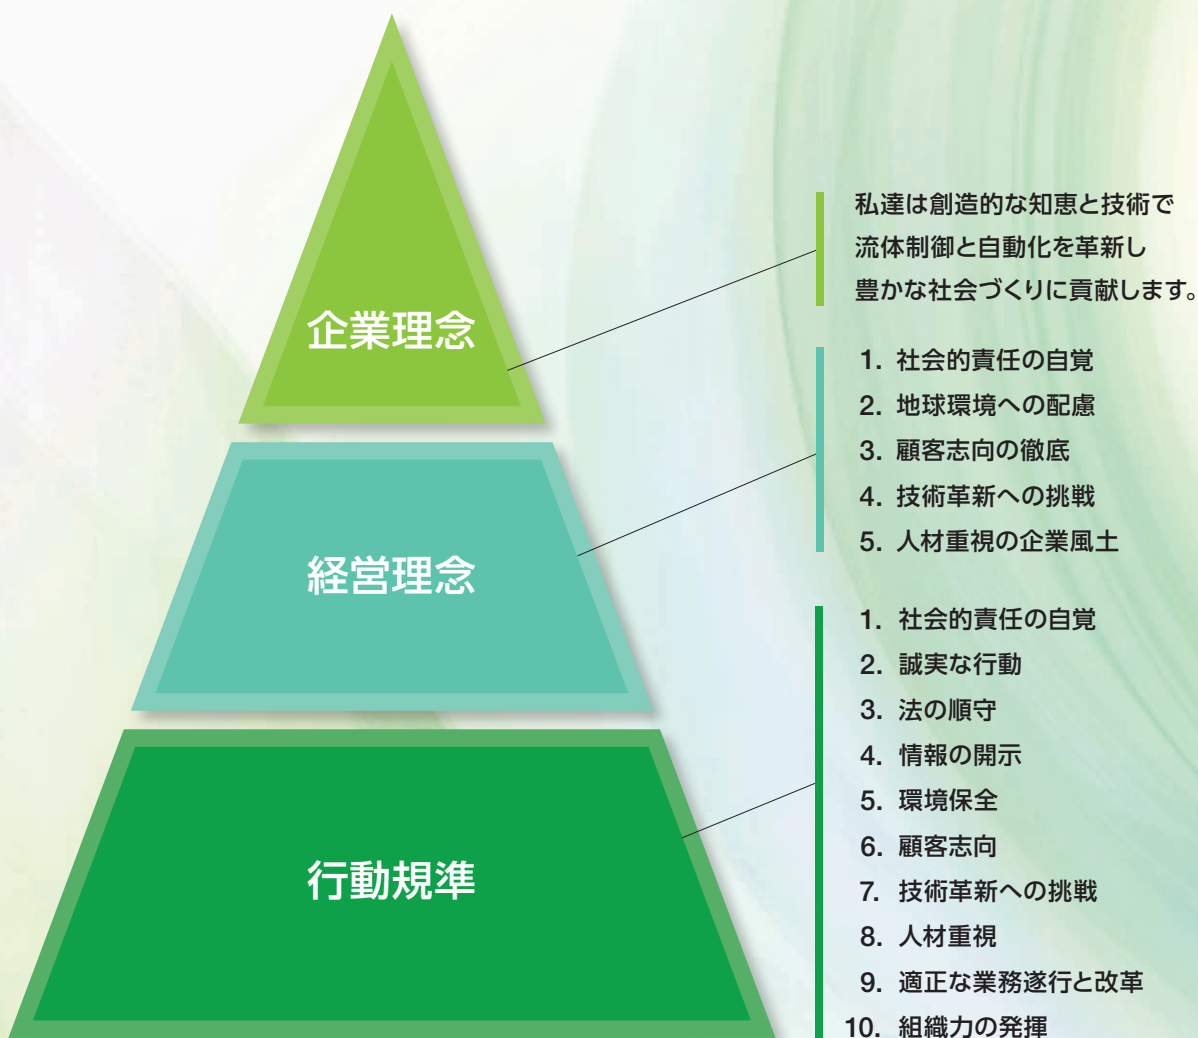 企業理念
私達は創造的な知恵と技術で
流体制御と自動化を革新し
豊かな社会づくりに貢献します。
経営理念
1. 社会的責任の自覚
2. 地球環境への配慮
3. 顧客志向の徹底
4. 技術革新への挑戦
5. 人材重視の企業風土
行動規準
1. 社会的責任の自覚
2. 誠実な行動
3. 法の順守
4. 情報の開示
5. 環境保全
6. 顧客志向
7. 技術革新への挑戦
8. 人材重視
9. 適正な業務遂行と改革
10. 組織力の発揮